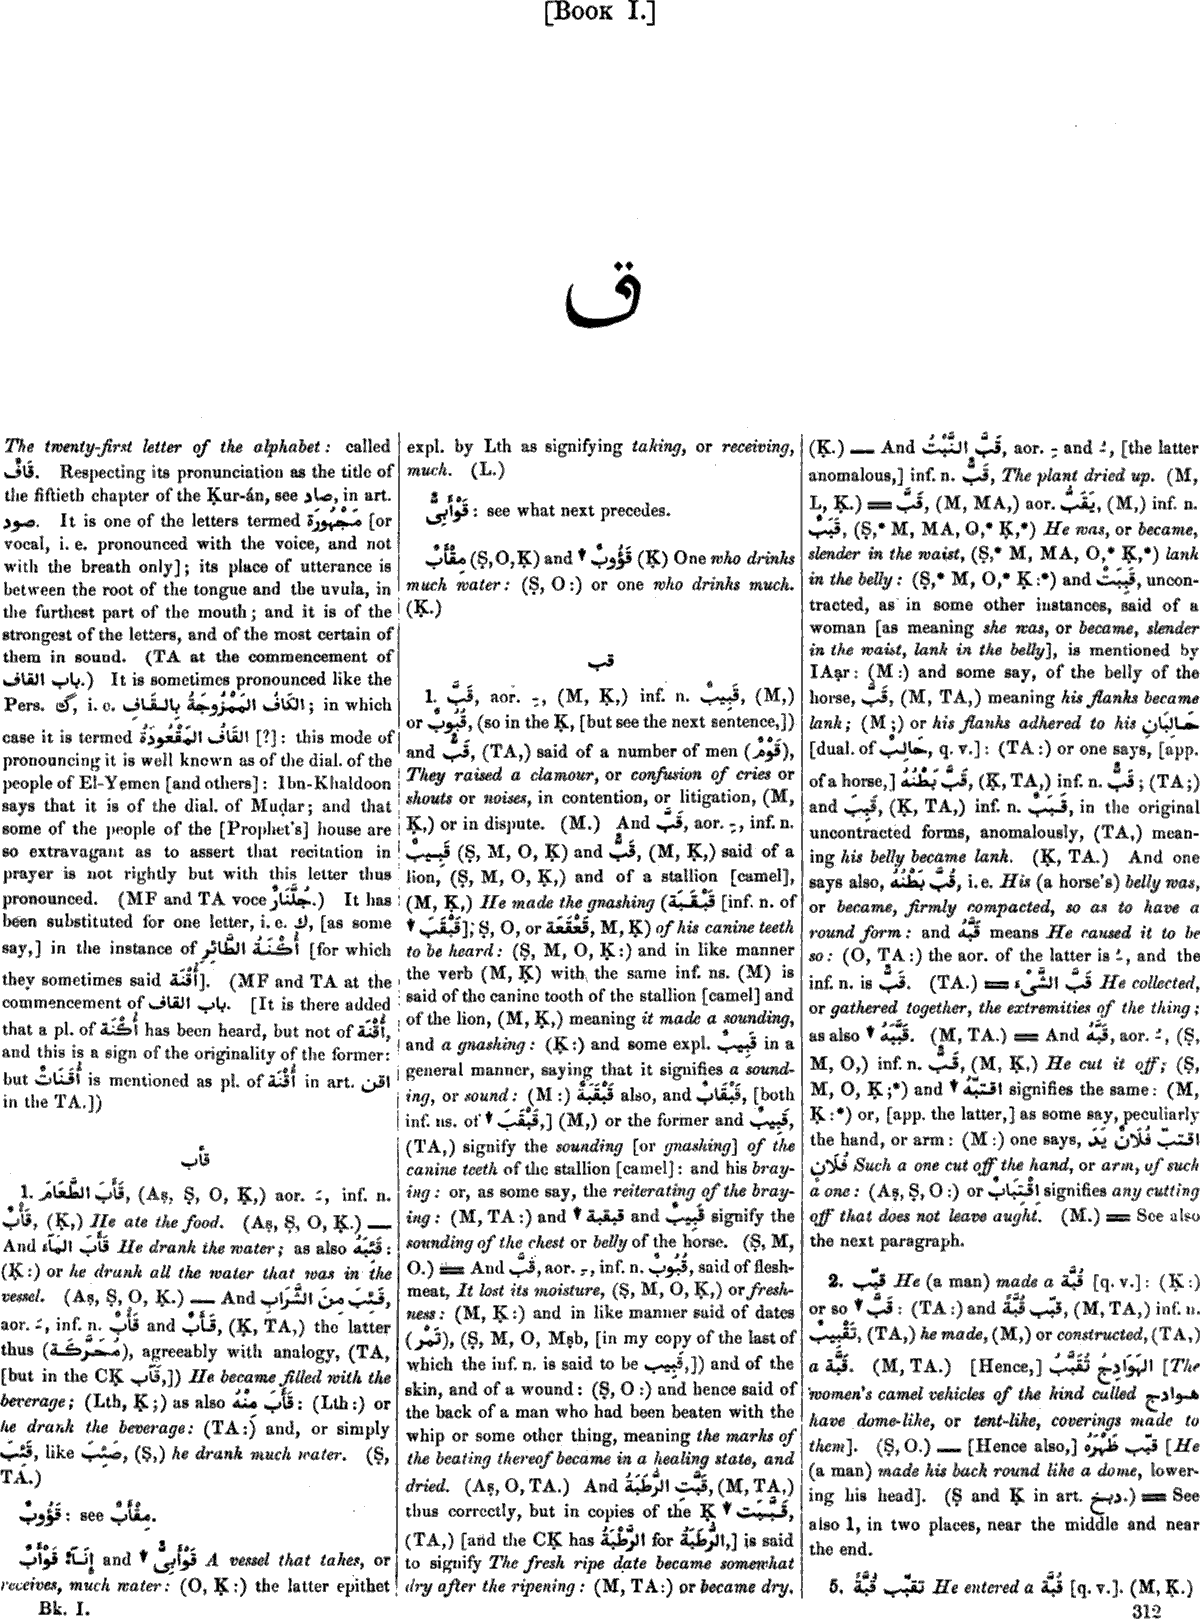 [BOOK I.]
ق
The twenty-first letter of the alphabet: called
قَافٌ. Respecting its pronunciation as the title of
the fiftieth chapter of the Ḳur-án, see صاد, in art.
صود. It is one of the letters termed مَجْهُورَة [or
vocal, i. e. pronounced with the voice, and not
with the breath only]; its place of utterance is
between the root of the tongue and the uvula, in
the furthest part of the mouth; and it is of the
strongest of the letters, and of the most certain of
them in sound. (TA at the commencement of
باب القاف.) It is sometimes pronounced like the
Pers. گ, i. e. الكَافُ المَمْزُوجَةُ بِالقَافِ; in which
case it is termed القَافُ المَعْقُودَةُ [?]: this mode of
pronouncing it is well known as of the dial. of the
people of El-Yemen [and others]: Ibn-Khaldoon
says that it is of the dial. of Muḍar; and that
some of the people of the [Prophet's] house are
so extravagant as to assert that recitation in
prayer is not rightly but with this letter thus
pronounced. (MF and TA voce جُلَّنَارٌ.) It has
been substituted for one letter, i. e. ك, [as some
say,] in the instance of أُكْنَةُ الطَّائِرِ [for which
they sometimes said أُقْنَة]. (MF and TA at the
commencement of باب القاف. [It is there added
that a pl. of أُكْنَة has been heard, but not of أُقْنَة,
and this is a sign of the originality of the former:
but أُقَنَاتٌ is mentioned as pl. of أُقْنَة in art. اقن
in the TA.])
قأب
1. قَأَبَ الطَّعَامَ, (Aṣ, Ṣ, O, Ḳ,) aor. ـَ, inf. n.
قَأْبٌ, (Ḳ,) He ate the food. (Aṣ, Ṣ, O, Ḳ.) —
And قَأَبَ المَآءَ He drank the water; as also قَئِبَهُ:
(Ḳ:) or he drank all the water that was in the
vessel. (Aṣ, Ṣ, O, Ḳ.) — And قَئِبَ مِنَ الشَّرَابِ,
aor. ـَ, inf. n. قَأْبٌ and قَأَبٌ, (Ḳ, TA,) the latter
thus (مُحَرَّكَة), agreeably with analogy, (TA,
[but in the CḲ قَآب,]) He became filled with the
beverage; (Lth, Ḳ;) as also قَأَبَ مِنْهُ: (Lth:) or
he drank the beverage: (TA:) and, or simply
قَئِبَ, like صَئِبَ, (Ṣ,) he drank much water. (Ṣ,
TA.)
قَؤُوبٌ: see مِقْأَبٌ.
إِنَآءٌ قَوْأَبٌ and ▼ قَوْأَبِىٌّ A vessel that takes, or
receives, much water: (O, Ḳ:) the latter epithet
Bk. I.
expl. by Lth as signifying taking, or receiving,
much. (L.)
قَوْأَبِىٌّ: see what next precedes.
مِقْأَبٌ (Ṣ, O, Ḳ) and ▼ قَؤُوبٌ (Ḳ) One who drinks
much water: (Ṣ, O:) or one who drinks much.
(Ḳ.)
قب
1. قَبَّ, aor. ـِ, (M, Ḳ,) inf. n. قَبِيبٌ, (M,)
or قُبُوبٌ, (so in the Ḳ, [but see the next sentence,])
and قَبٌّ, (TA,) said of a number of men (قَوْمٌ),
They raised a clamour, or confusion of cries or
shouts or noises, in contention, or litigation, (M,
Ḳ,) or in dispute. (M.) And قَبَّ, aor. ـِ, inf. n.
قَبِيبٌ (Ṣ, M, O, Ḳ) and قَبٌّ, (M, Ḳ,) said of a
lion, (Ṣ, M, O, Ḳ,) and of a stallion [camel],
(M, Ḳ,) He made the gnashing (قَبْقَبَة [inf. n. of
▼ قَبْقَبَ]; Ṣ, O, or قَعْقَعَة, M, Ḳ) of his canine teeth
to be heard: (Ṣ, M, O, Ḳ:) and in like manner
the verb (M, Ḳ) with the same inf. ns. (M) is
said of the canine tooth of the stallion [camel] and
of the lion, (M, Ḳ,) meaning it made a sounding,
and a gnashing: (Ḳ:) and some expl. قَبِيبٌ in a
general manner, saying that it signifies a sound-
ing, or sound: (M:) قَبْقَبَةٌ also, and قَبْقَابٌ, [both
inf. ns. of ▼ قَبْقَبَ,] (M,) or the former and قَبِيبٌ,
(TA,) signify the sounding [or gnashing] of the
canine teeth of the stallion [camel]: and his bray-
ing: or, as some say, the reiterating of the bray-
ing: (M, TA:) and ▼ قبقبة and قَبِيبٌ signify the
sounding of the chest or belly of the horse. (Ṣ, M,
O.) ═ And قَبَّ, aor. ـِ, inf. n. قُبُوبٌ, said of flesh-
meat, It lost its moisture, (Ṣ, M, O, Ḳ,) or fresh-
ness: (M, Ḳ:) and in like manner said of dates
(تَمْر), (Ṣ, M, O, Mṣb, [in my copy of the last of
which the inf. n. is said to be قَبِيب,]) and of the
skin, and of a wound: (Ṣ, O:) and hence said of
the back of a man who had been beaten with the
whip or some other thing, meaning the marks of
the beating thereof became in a healing state, and
dried. (Aṣ, O, TA.) And قَبَّتِ الرُّطَبَةُ, (M, TA,)
thus correctly, but in copies of the Ḳ ▼ قَبَّبَت,
(TA,) [and the CḲ has الرَّطْبَةُ for الرُّطَبَةُ,] is said
to signify The fresh ripe date became somewhat
dry after the ripening: (M, TA:) or became dry.
(Ḳ.) — And قَبَّ النَّبْتُ, aor. ـِ and ـُ, [the latter
anomalous,] inf. n. قَبٌّ, The plant dried up. (M,
L, Ḳ.) ═ قَبَّ, (M, MA,) aor. يَقَبُّ, (M,) inf. n.
قَبَبٌ, (Ṣ,* M, MA, O,* Ḳ,*) He was, or became,
slender in the waist, (Ṣ,* M, MA, O,* Ḳ,*) lank
in the belly: (Ṣ,* M, O,* Ḳ:*) and قَبِبَتْ, uncon-
tracted, as in some other instances, said of a
woman [as meaning she was, or became, slender
in the waist, lank in the belly], is mentioned by
IAạr: (M:) and some say, of the belly of the
horse, قَبَّ, (M, TA,) meaning his flanks became
lank; (M;) or his flanks adhered to his حَالِبَانِ
[dual. of حَالِبٌ, q. v.]: (TA:) or one says, [app.
of a horse,] قَبَّ بَطْنُهُ, (Ḳ, TA,) inf. n. قَبٌّ; (TA;)
and قَبِبَ, (Ḳ, TA,) inf. n. قَبَبٌ, in the original
uncontracted forms, anomalously, (TA,) mean-
ing his belly became lank. (Ḳ, TA.) And one
says also, قُبَّ بَطْنُهُ, i. e. His (a horse's) belly was,
or became, firmly compacted, so as to have a
round form: and قَبَّهُ means He caused it to be
so: (O, TA:) the aor. of the latter is ـُ, and the
inf. n. is قَبٌّ. (TA.) ═ قَبَّ الشَّىْءَ He collected,
or gathered together, the extremities of the thing;
as also ▼ قَبَّبَهُ. (M, TA.) ═ And قَبَّهُ, aor. ـُ, (Ṣ,
M, O,) inf. n. قَبٌّ, (M, Ḳ,) He cut it off; (Ṣ,
M, O, Ḳ;*) and ▼ اقتبّهُ signifies the same: (M,
Ḳ:*) or, [app. the latter,] as some say, peculiarly
the hand, or arm: (M:) one says, اقتبّ فُلَانٌ يَدَ
فُلَانٍ Such a one cut off the hand, or arm, of such
a one: (Aṣ, Ṣ, O:) or اقْتِبَابٌ signifies any cutting
off that does not leave aught. (M.) ═ See also
the next paragraph.
2. قبّب He (a man) made a قُبَّة [q. v.]: (Ḳ:)
or so ▼ قَبَّ: (TA:) and قبّب قُبَّةً, (M, TA,) inf. n.
تَقْبِيبٌ, (TA,) he made, (M,) or constructed, (TA,)
a قُبَّة. (M, TA.) [Hence,] الهَوَادِجُ تُقَبَّبُ [The
women's camel vehicles of the kind called هوادج
have dome-like, or tent-like, coverings made to
them]. (Ṣ, O.) — [Hence also,] قبّب ظَهْرَهُ [He
(a man) made his back round like a dome, lower-
ing his head]. (Ṣ and Ḳ in art. دبخ.) ═ See
also 1, in two places, near the middle and near
the end.
5. تقبّب قُبَّةً He entered a قُبَّة [q. v.]. (M, Ḳ.)
312